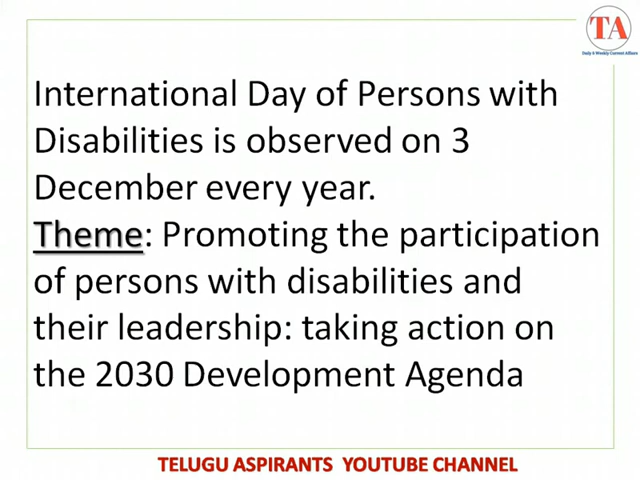 TA
Daily & Weekly Current Affairs
International Day of Persons with
Disabilities is observed on 3
December every year.
Theme: Promoting the participation
of persons with disabilities and
their leadership: taking action on
the 2030 Development Agenda
TELUGU ASPIRANTS YOUTUBE CHANNEL